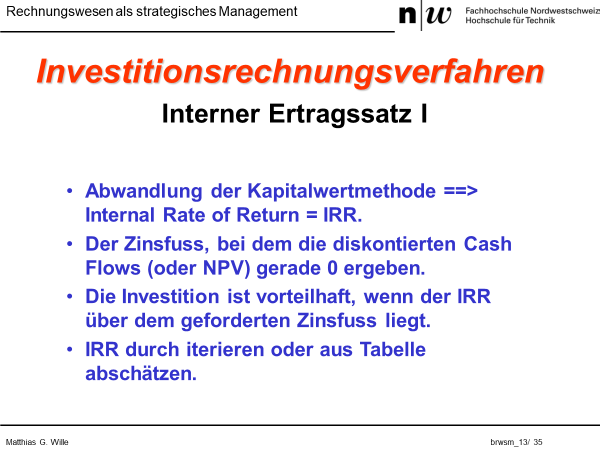 Rechnungswesen als strategisches Management
n|w
Fachhochschule Nordwestschweiz
Hochschule für Technik
Investitionsrechnungsverfahren
Interner Ertragssatz I
• Abwandlung der Kapitalwertmethode ==>
Internal Rate of Return = IRR.
• Der Zinsfuss, bei dem die diskontierten Cash
Flows (oder NPV) gerade 0 ergeben.
• Die Investition ist vorteilhaft, wenn der IRR
über dem geforderten Zinsfuss liegt.
• IRR durch iterieren oder aus Tabelle
abschätzen.
Matthias G. Wille
brwsm_13/ 35